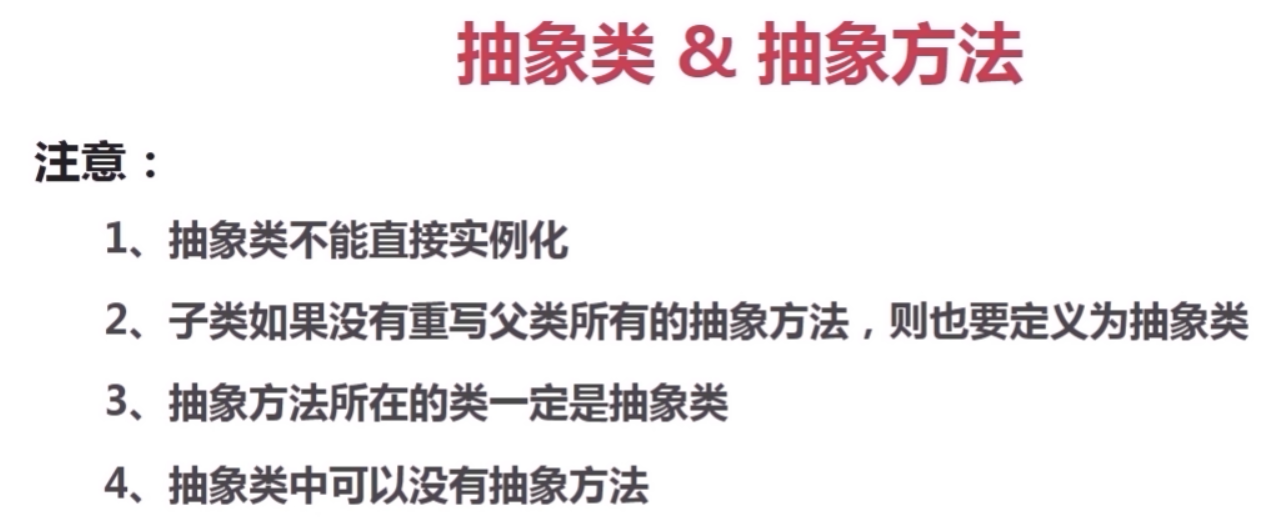 抽象类 & 抽象方法
注意：
1、抽象类不能直接实例化
2、子类如果没有重写父类所有的抽象方法，则也要定义为抽象类
3、抽象方法所在的类一定是抽象类
4、抽象类中可以没有抽象方法